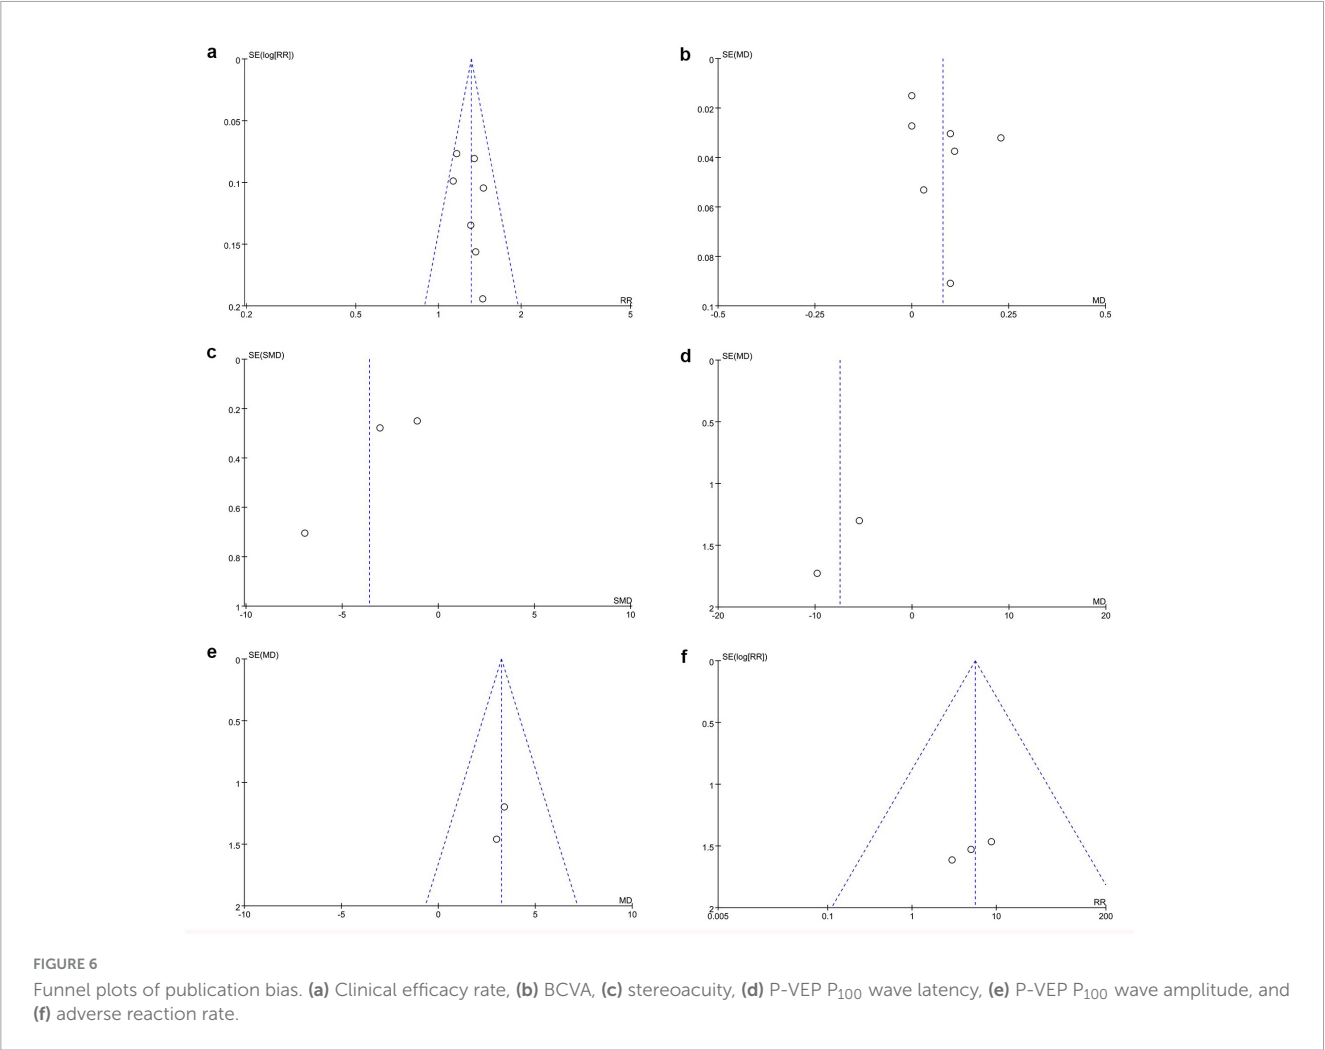 a
SE(log[RR])
0
0.05
0.1
0.15
0.2
RR
0.2 0.5 1 2 5
b
SE(MD)
0
0.02
0.04
0.06
0.08
0.1
MD
-0.5 -0.25 0 0.25 0.5
c
SE(SMD)
0
0.2
0.4
0.6
0.8
1
SMD
-10 -5 0 5 10
d
SE(MD)
0
0.5
1
1.5
2
MD
-20 -10 0 10 20
e
SE(MD)
0
0.5
1
1.5
2
MD
-10 -5 0 5 10
f
SE(log[RR])
0
0.5
1
1.5
2
RR
0.005 0.1 1 10 200
FIGURE 6
Funnel plots of publication bias. (a) Clinical efficacy rate, (b) BCVA, (c) stereoacuity, (d) P-VEP P100 wave latency, (e) P-VEP P100 wave amplitude, and
(f) adverse reaction rate.